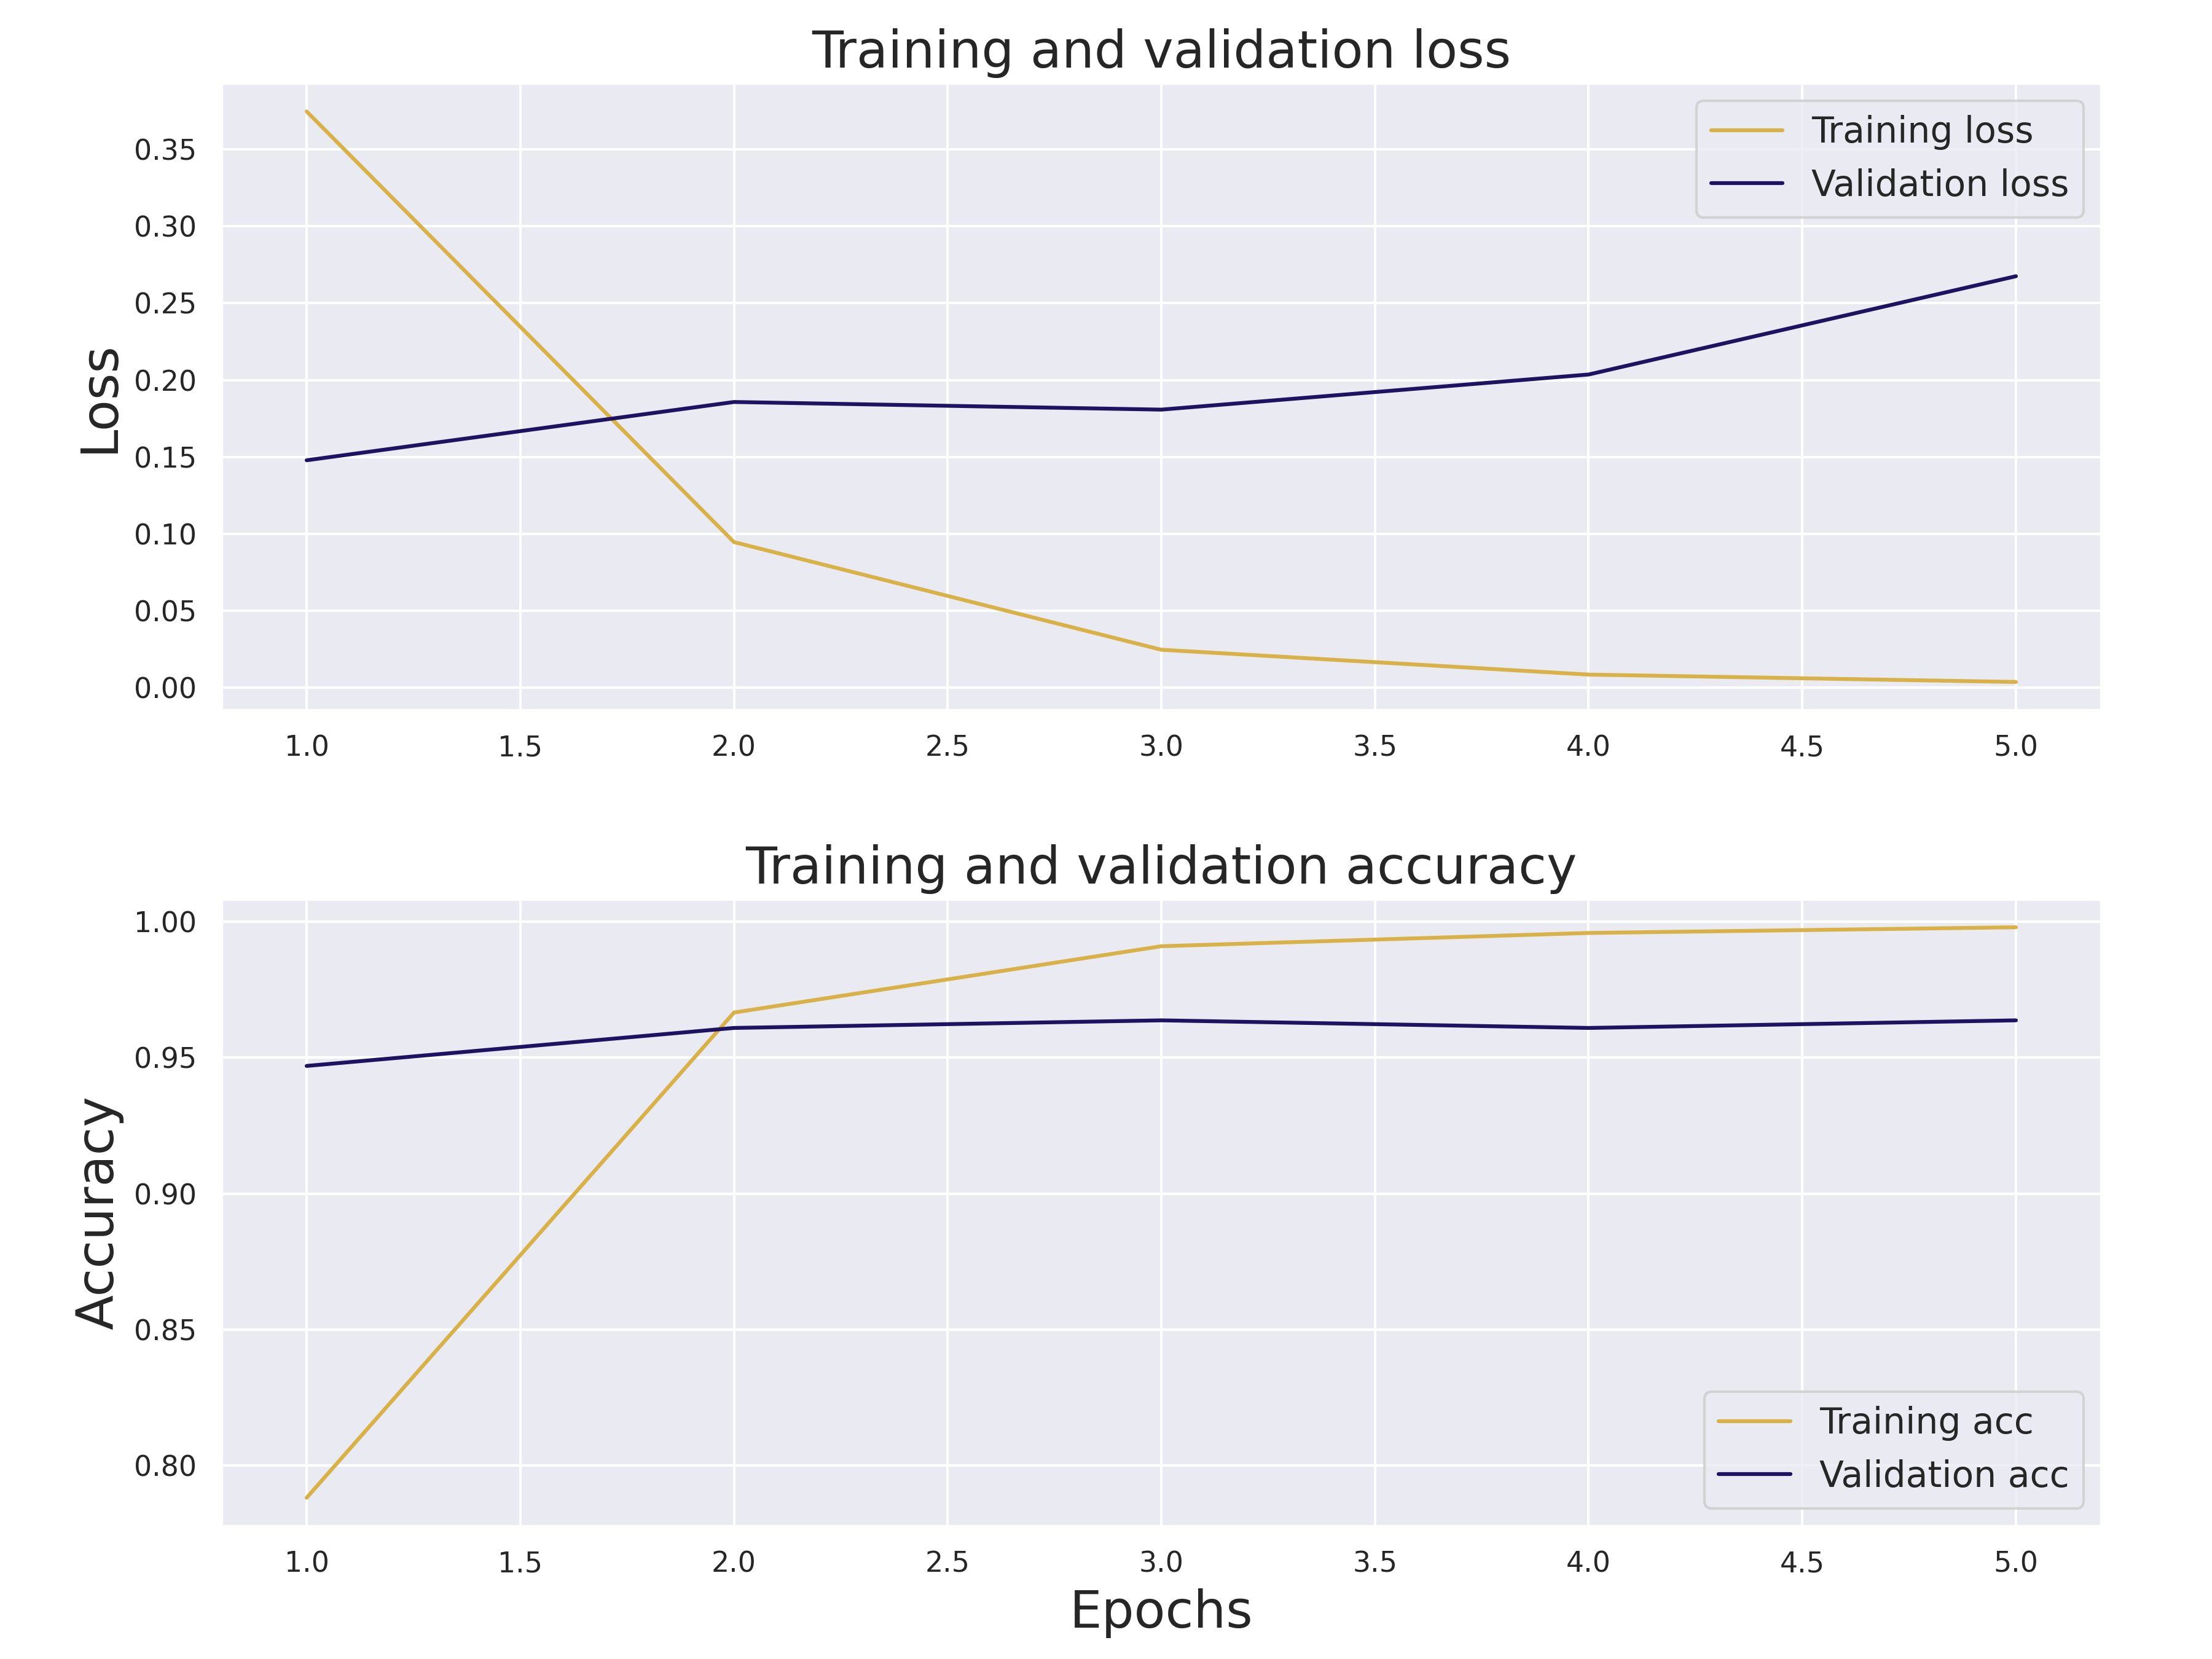 Training and validation loss
Training loss
Validation loss
Loss
0.35
0.30
0.25
0.20
0.15
0.10
0.05
0.00
1.0 1.5 2.0 2.5 3.0 3.5 4.0 4.5 5.0
Training and validation accuracy
Accuracy
1.00
0.95
0.90
0.85
0.80
Training acc
Validation acc
1.0 1.5 2.0 2.5 3.0 3.5 4.0 4.5 5.0
Epochs